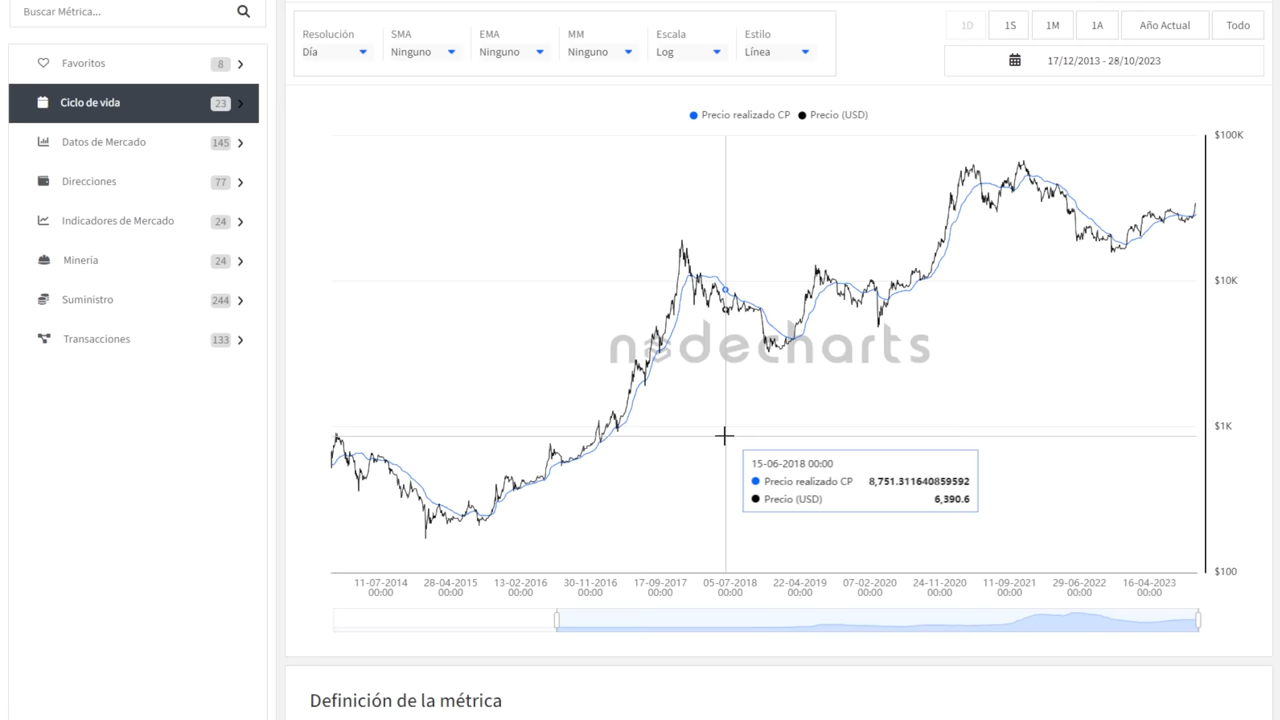 Buscar Métrica...
Favoritos 8
Ciclo de vida 23
Datos de Mercado 145
Direcciones 77
Indicadores de Mercado 24
Minería 24
Suministro 244
Transacciones 133
Resolución SMA EMA MM Escala Estilo
Día Ninguno Ninguno Ninguno Log Línea
1D 1S 1M 1A Año Actual Todo
17/12/2013 - 28/10/2023
Precio realizado CP Precio (USD)
$100K
$10K
nodecharts
$1K
15-06-2018 00:00
Precio realizado CP 8,751.311640859592
Precio (USD) 6,390.6
$100
11-07-2014 28-04-2015 13-02-2016 30-11-2016 17-09-2017 05-07-2018 22-04-2019 07-02-2020 24-11-2020 11-09-2021 29-06-2022 16-04-2023
00:00 00:00 00:00 00:00 00:00 00:00 00:00 00:00 00:00 00:00 00:00 00:00
Definición de la métrica